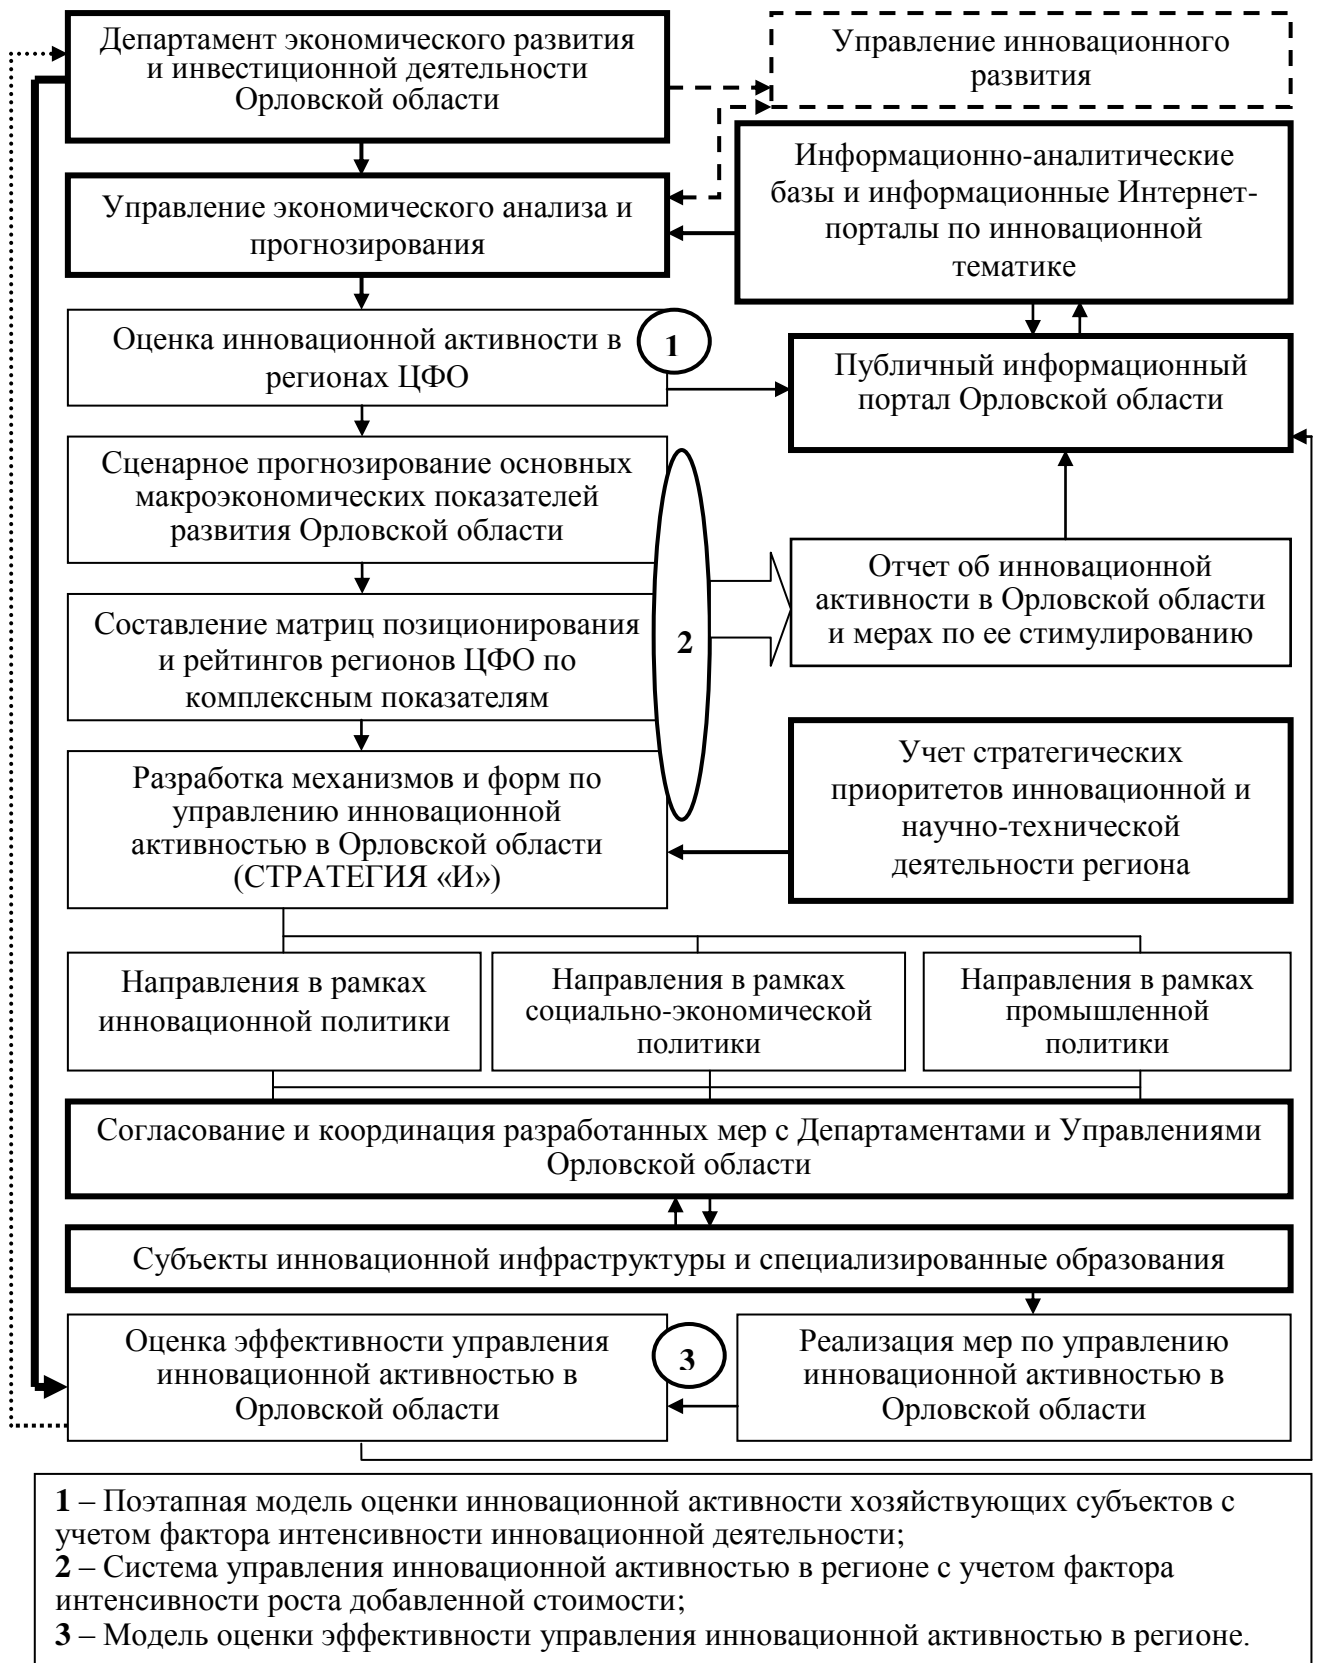 Департамент экономического развития
и инвестиционной деятельности
Орловской области
Управление инновационного
развития
Информационно-аналитические
базы и информационные Интернет-
порталы по инновационной
тематике
Управление экономического анализа и
прогнозирования
Оценка инновационной активности в
регионах ЦФО
1
Публичный информационный
портал Орловской области
Сценарное прогнозирование основных
макроэкономических показателей
развития Орловской области
Составление матриц позиционирования
и рейтингов регионов ЦФО по
комплексным показателям
2
Отчет об инновационной
активности в Орловской области
и мерах по ее стимулированию
Разработка механизмов и форм по
управлению инновационной
активностью в Орловской области
(СТРАТЕГИЯ «И»)
Учет стратегических
приоритетов инновационной и
научно-технической
деятельности региона
Направления в рамках
инновационной политики
Направления в рамках
социально-экономической
политики
Направления в рамках
промышленной
политики
Согласование и координация разработанных мер с Департаментами и Управлениями
Орловской области
Субъекты инновационной инфраструктуры и специализированные образования
Оценка эффективности управления
инновационной активностью в
Орловской области
3
Реализация мер по управлению
инновационной активностью в
Орловской области
1 – Поэтапная модель оценки инновационной активности хозяйствующих субъектов с
учетом фактора интенсивности инновационной деятельности;
2 – Система управления инновационной активностью в регионе с учетом фактора
интенсивности роста добавленной стоимости;
3 – Модель оценки эффективности управления инновационной активностью в регионе.